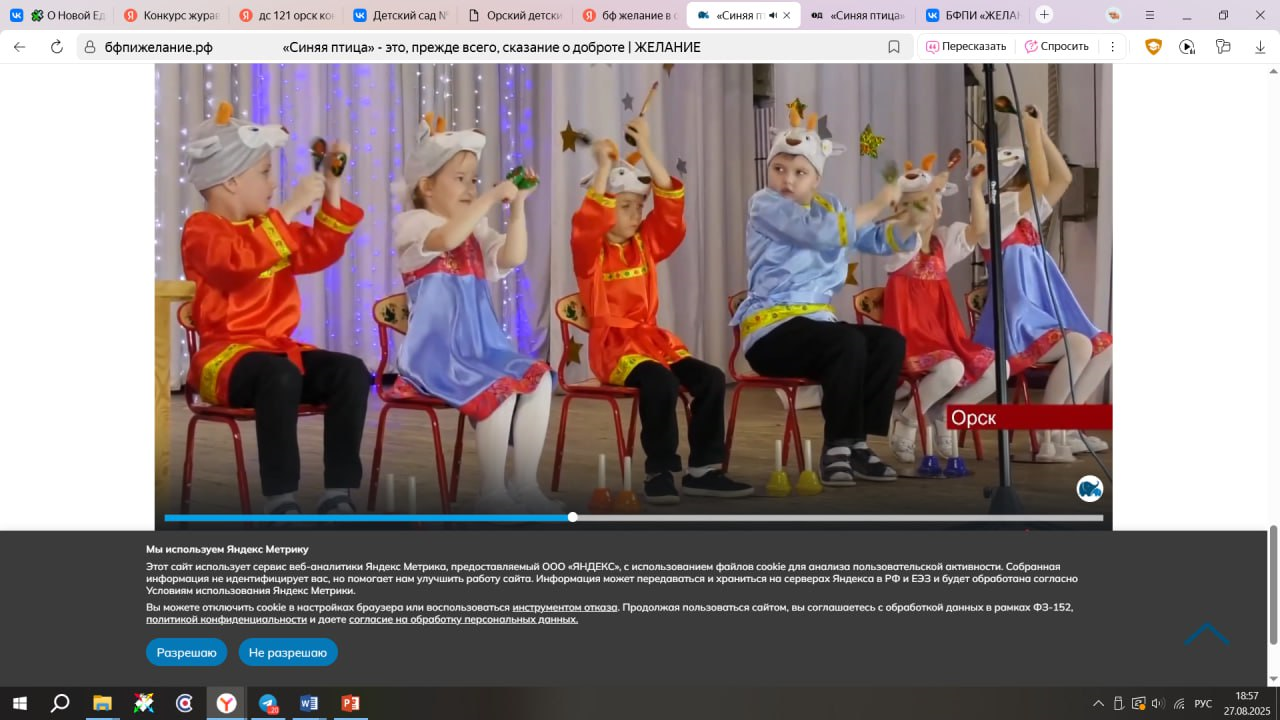 О Новой Ед
Конкурс журав
дс 121 орск кон
Детский сад №
Орский детски
бф желание в о
«Синяя п
«Синяя птица»
БФПИ «ЖЕЛАН
бфпижелание.рф
«Синяя птица» - это, прежде всего, сказание о доброте | ЖЕЛАНИЕ
Пересказать
Спросить
Орск
Мы используем Яндекс Метрику
Этот сайт использует сервис веб-аналитики Яндекс Метрика, предоставляемый ООО «ЯНДЕКС», с использованием файлов cookie для анализа пользовательской активности. Собранная
информация не идентифицирует вас, но помогает нам улучшить работу сайта. Информация может передаваться и храниться на серверах Яндекса в РФ и ЕЭЗ и будет обработана согласно
Условиям использования Яндекс Метрики.
Вы можете отключить cookie в настройках браузера или воспользоваться инструментом отказа. Продолжая пользоваться сайтом, вы соглашаетесь с обработкой данных в рамках ФЗ-152,
политикой конфиденциальности и даете согласие на обработку персональных данных.
Разрешаю
Не разрешаю
20
РУС
18:57
27.08.2025